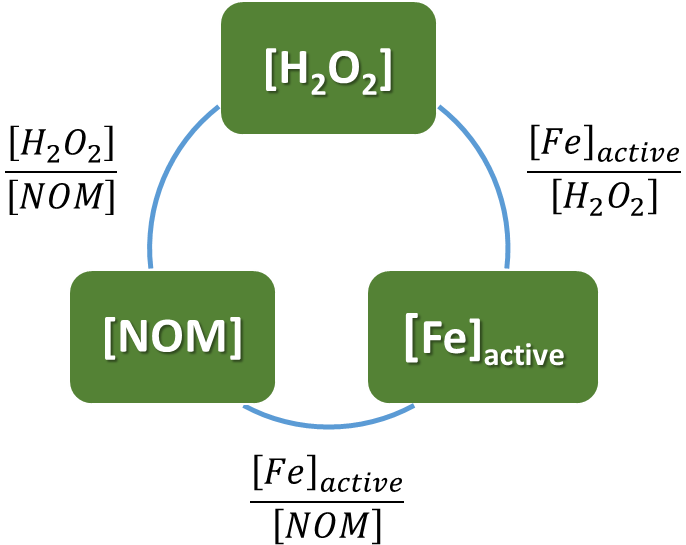 [H₂O₂]
[H₂O₂]
[NOM]
[Fe]active
[H₂O₂]
[NOM]
[Fe]active
[Fe]active
[NOM]